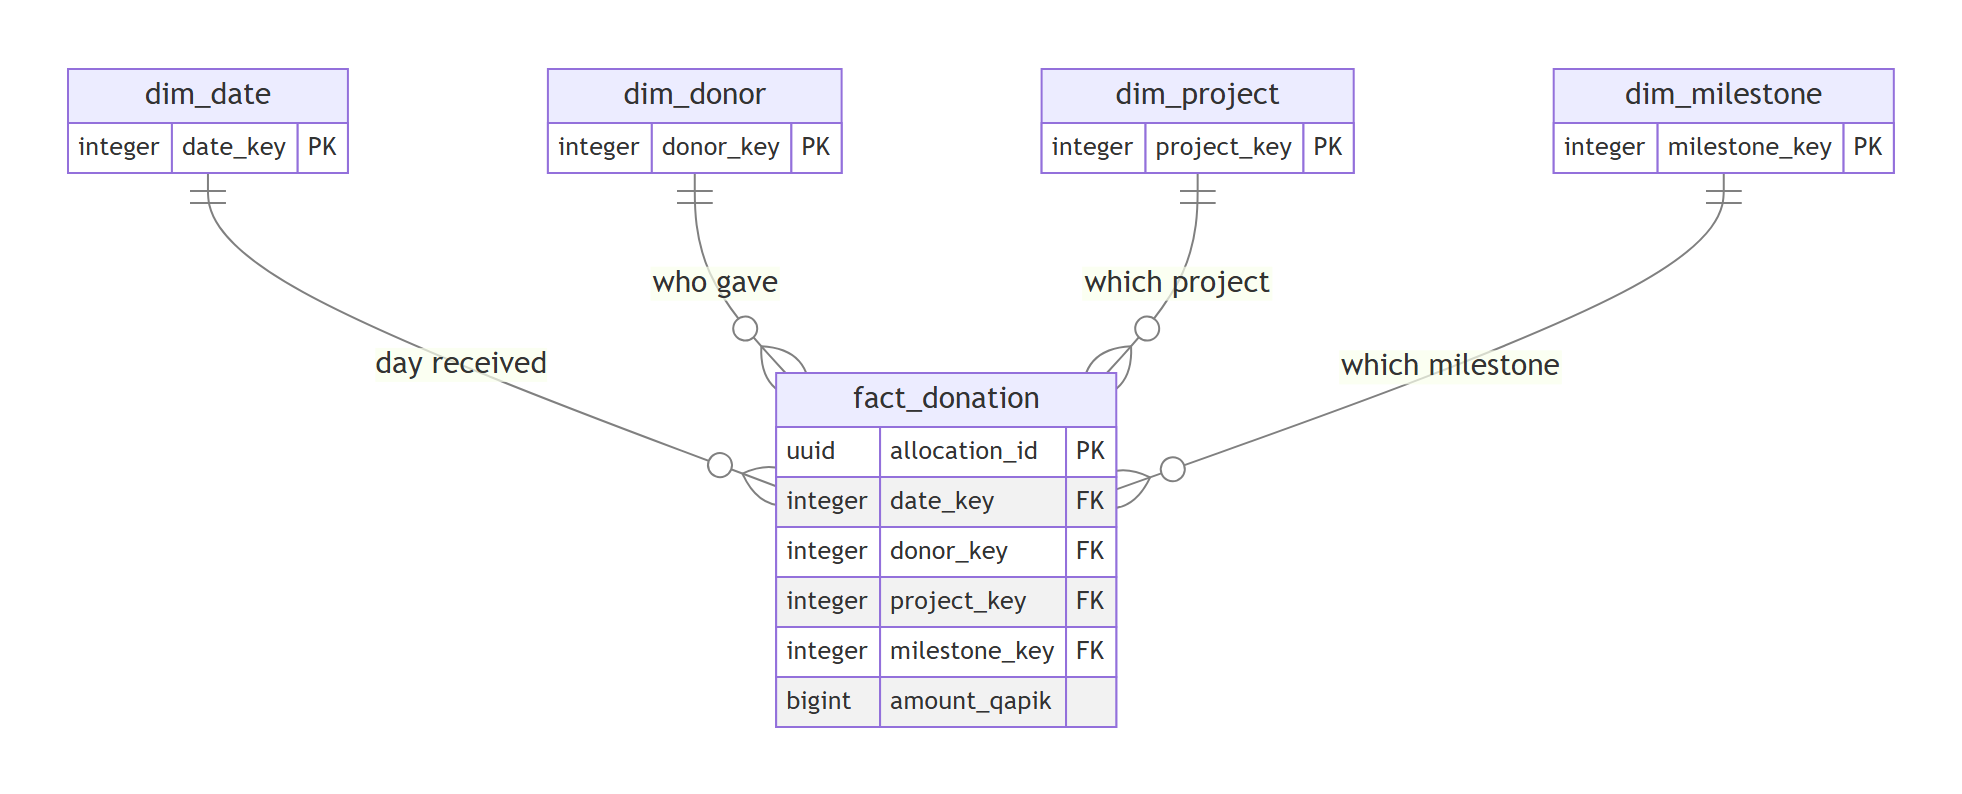 dim_date
integer date_key PK
dim_donor
integer donor_key PK
dim_project
integer project_key PK
dim_milestone
integer milestone_key PK
who gave
which project
day received
which milestone
fact_donation
uuid allocation_id PK
integer date_key FK
integer donor_key FK
integer project_key FK
integer milestone_key FK
bigint amount_qapik